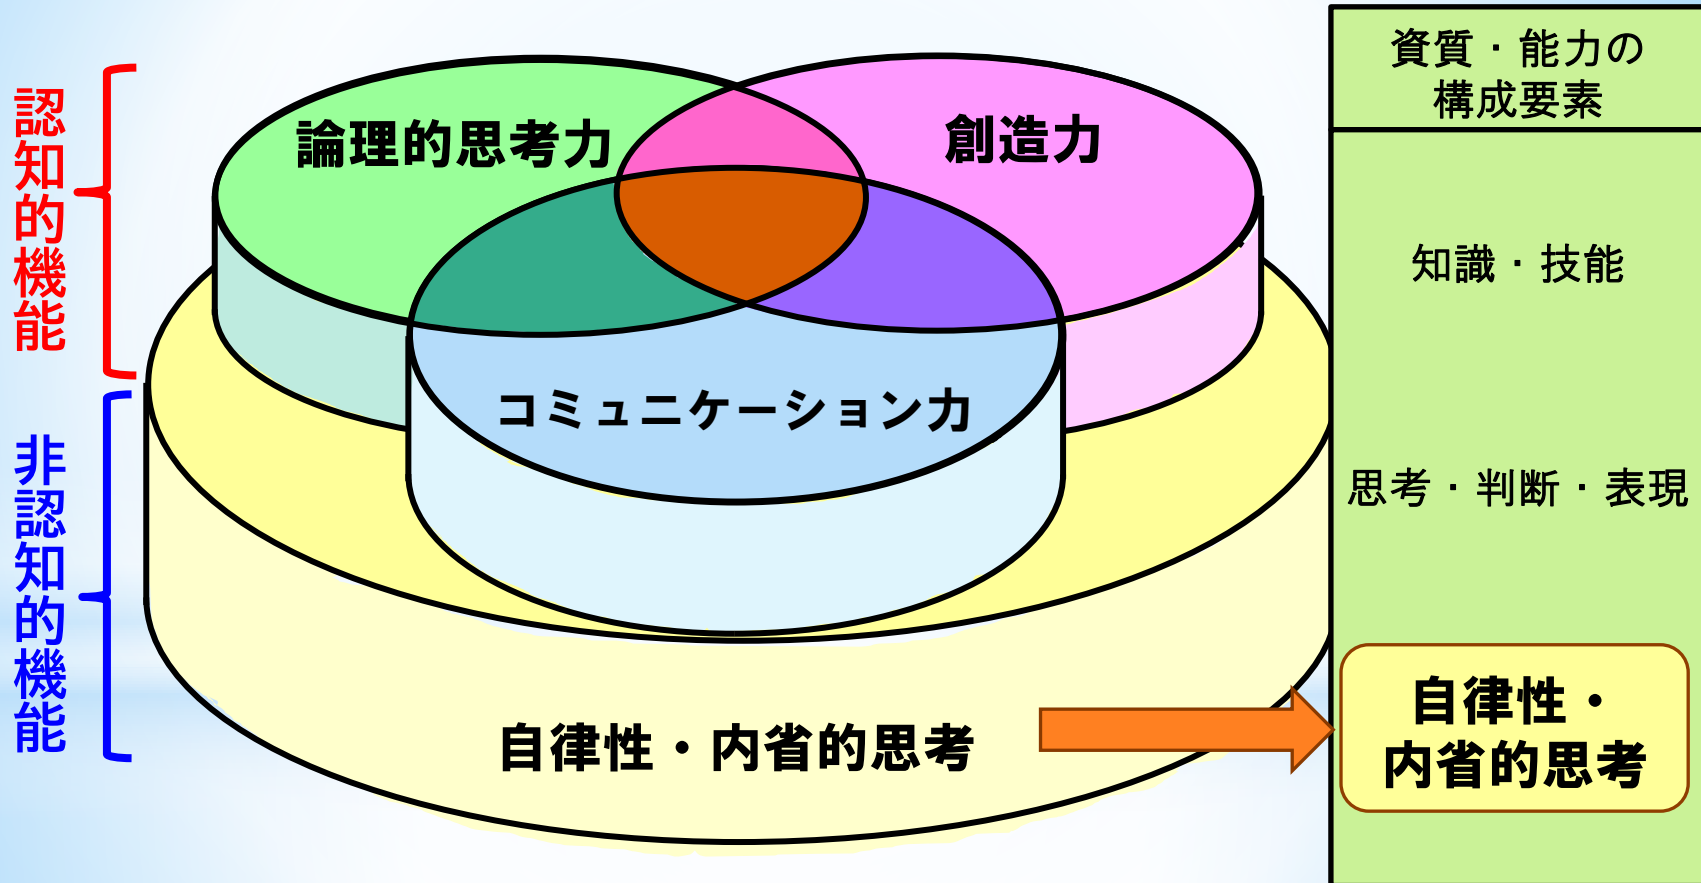 認知的機能
非認知的機能
論理的思考力
創造力
コミュニケーション力
自律性・内省的思考
資質・能力の
構成要素
知識・技能
思考・判断・表現
自律性・
内省的思考